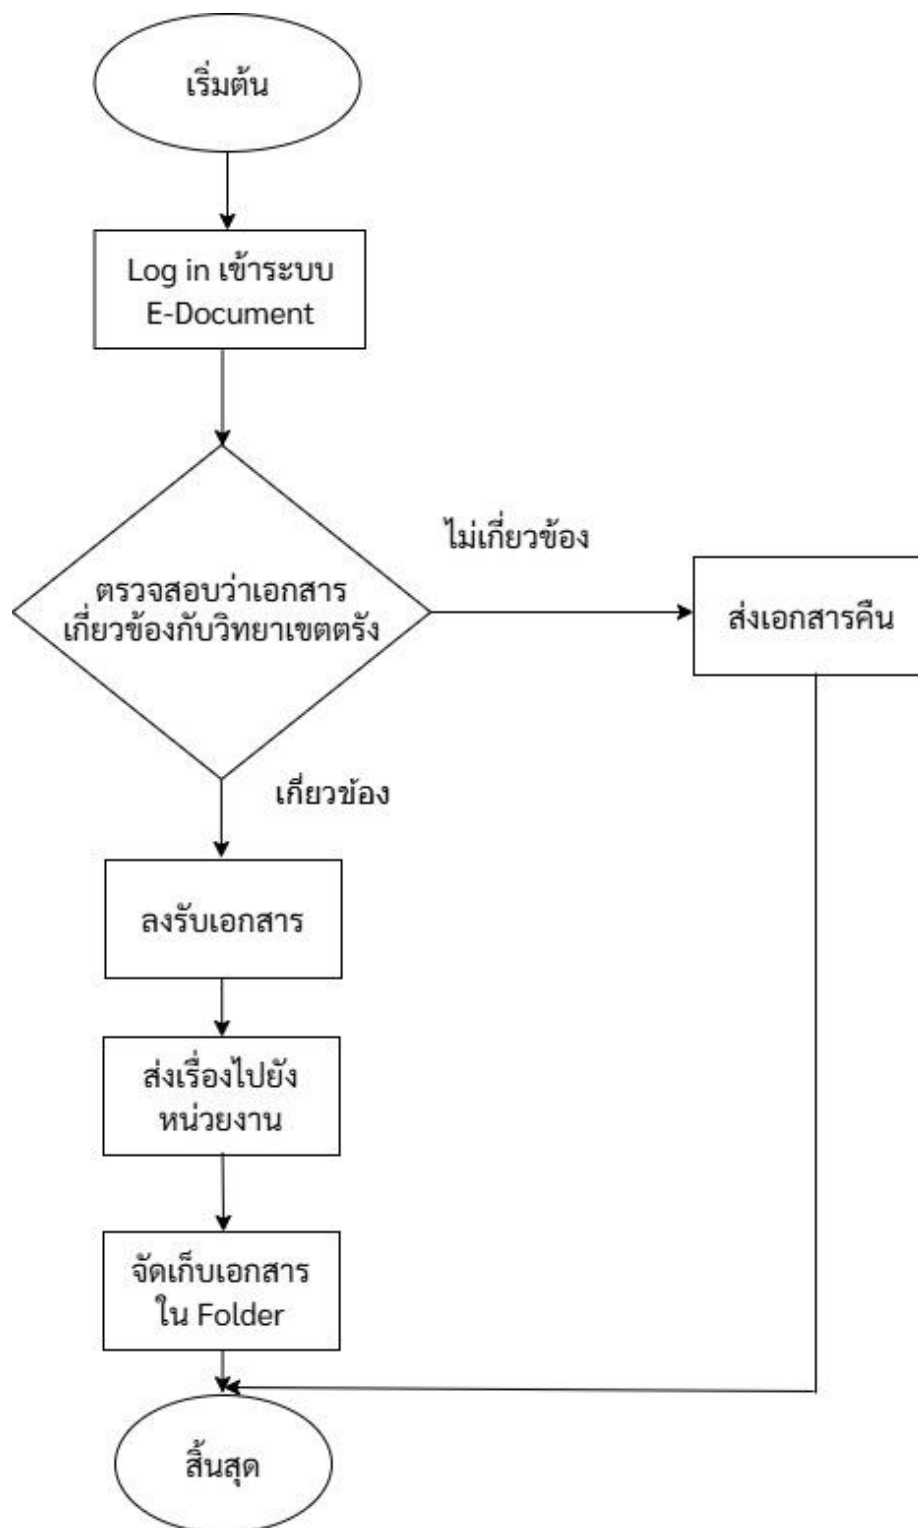 เริ่มต้น
Log in เข้าระบบ
E-Document
ไม่เกี่ยวข้อง
ตรวจสอบว่าเอกสาร
เกี่ยวข้องกับวิทยาเขตตรัง
ส่งเอกสารคืน
เกี่ยวข้อง
ลงรับเอกสาร
ส่งเรื่องไปยัง
หน่วยงาน
จัดเก็บเอกสาร
ใน Folder
สิ้นสุด